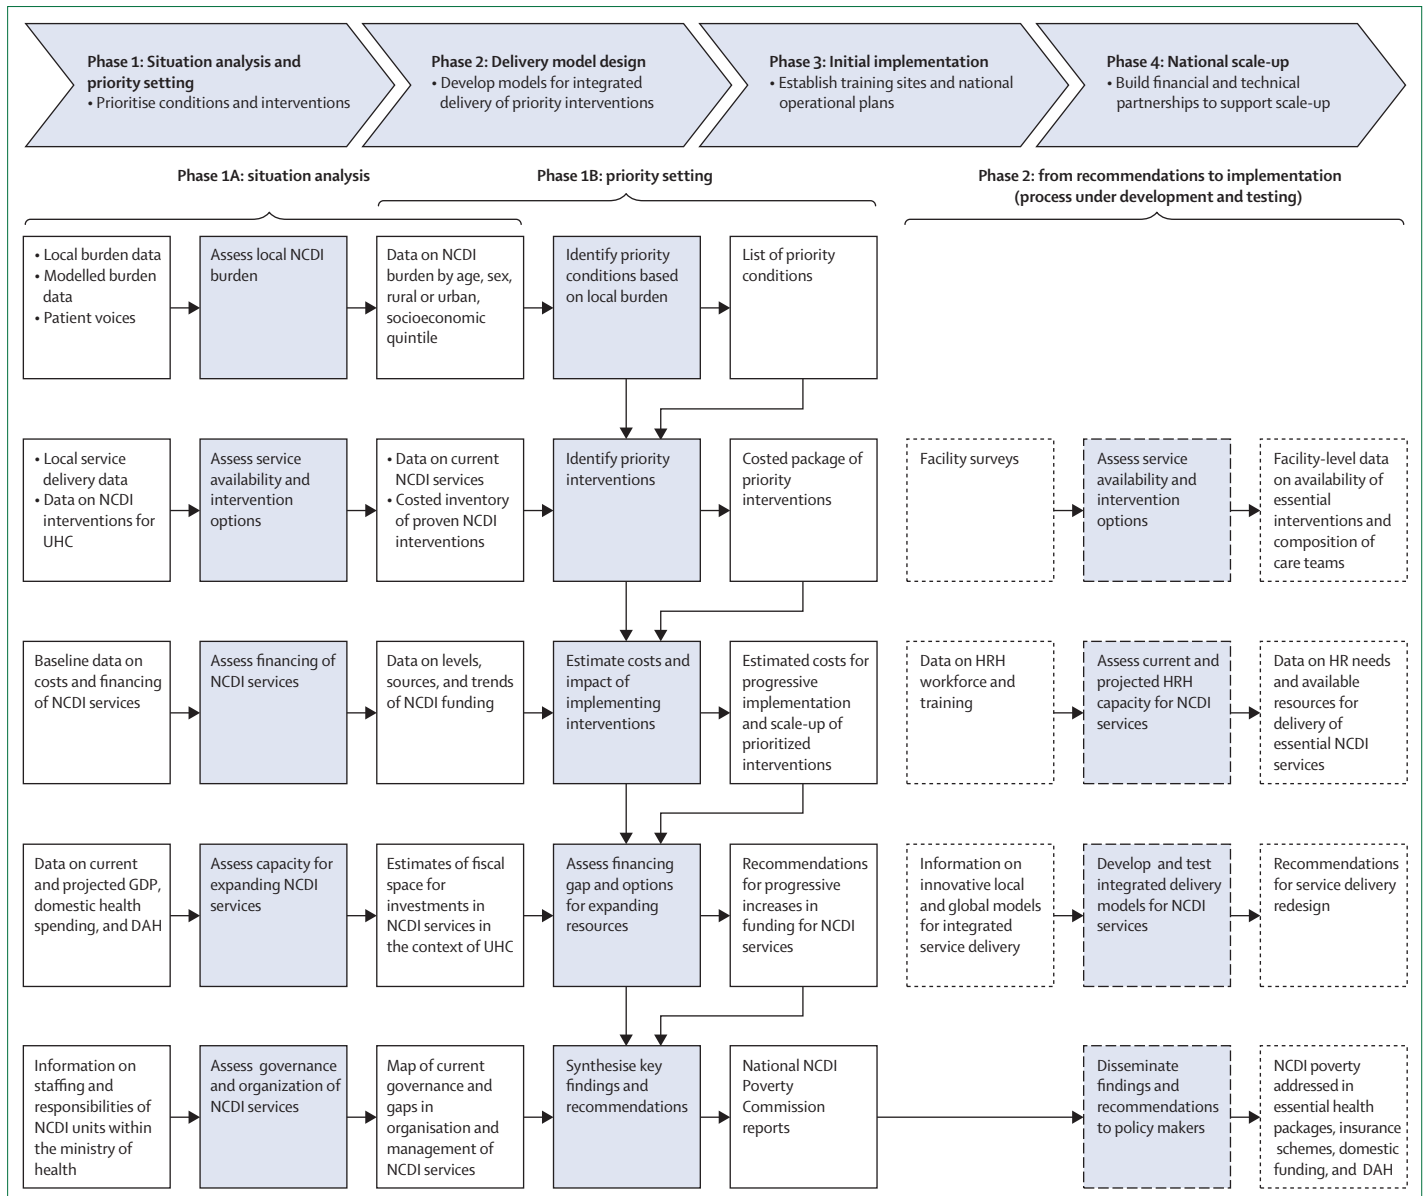 Phase 1: Situation analysis and
priority setting
• Prioritise conditions and interventions
Phase 2: Delivery model design
• Develop models for integrated
delivery of priority interventions
Phase 3: Initial implementation
• Establish training sites and national
operational plans
Phase 4: National scale-up
• Build financial and technical
partnerships to support scale-up
Phase 1A: situation analysis
Phase 1B: priority setting
Phase 2: from recommendations to implementation
(process under development and testing)
• Local burden data
• Modelled burden
data
• Patient voices
Assess local NCDI
burden
Data on NCDI
burden by age, sex,
rural or urban,
socioeconomic
quintile
Identify priority
conditions based
on local burden
List of priority
conditions
• Local service
delivery data
• Data on NCDI
interventions for
UHC
Assess service
availability and
intervention
options
• Data on current
NCDI services
• Costed inventory
of proven NCDI
interventions
Identify priority
interventions
Costed package of
priority
interventions
Facility surveys
Assess service
availability and
intervention
options
Facility-level data
on availability of
essential
interventions and
composition of
care teams
Baseline data on
costs and financing
of NCDI services
Assess financing of
NCDI services
Data on levels,
sources, and trends
of NCDI funding
Estimate costs and
impact of
implementing
interventions
Estimated costs for
progressive
implementation
and scale-up of
prioritized
interventions
Data on HRH
workforce and
training
Assess current and
projected HRH
capacity for NCDI
services
Data on HR needs
and available
resources for
delivery of
essential NCDI
services
Data on current
and projected GDP,
domestic health
spending, and DAH
Assess capacity for
expanding NCDI
services
Estimates of fiscal
space for
investments in
NCDI services in
the context of UHC
Assess financing
gap and options
for expanding
resources
Recommendations
for progressive
increases in
funding for NCDI
services
Information on
innovative local
and global models
for integrated
service delivery
Develop and test
integrated delivery
models for NCDI
services
Recommendations
for service delivery
redesign
Information on
staffing and
responsibilities of
NCDI units within
the ministry of
health
Assess governance
and organization of
NCDI services
Map of current
governance and
gaps in
organisation and
management of
NCDI services
Synthesise key
findings and
recommendations
National NCDI
Poverty
Commission
reports
Disseminate
findings and
recommendations
to policy makers
NCDI poverty
addressed in
essential health
packages, insurance
schemes, domestic
funding, and DAH